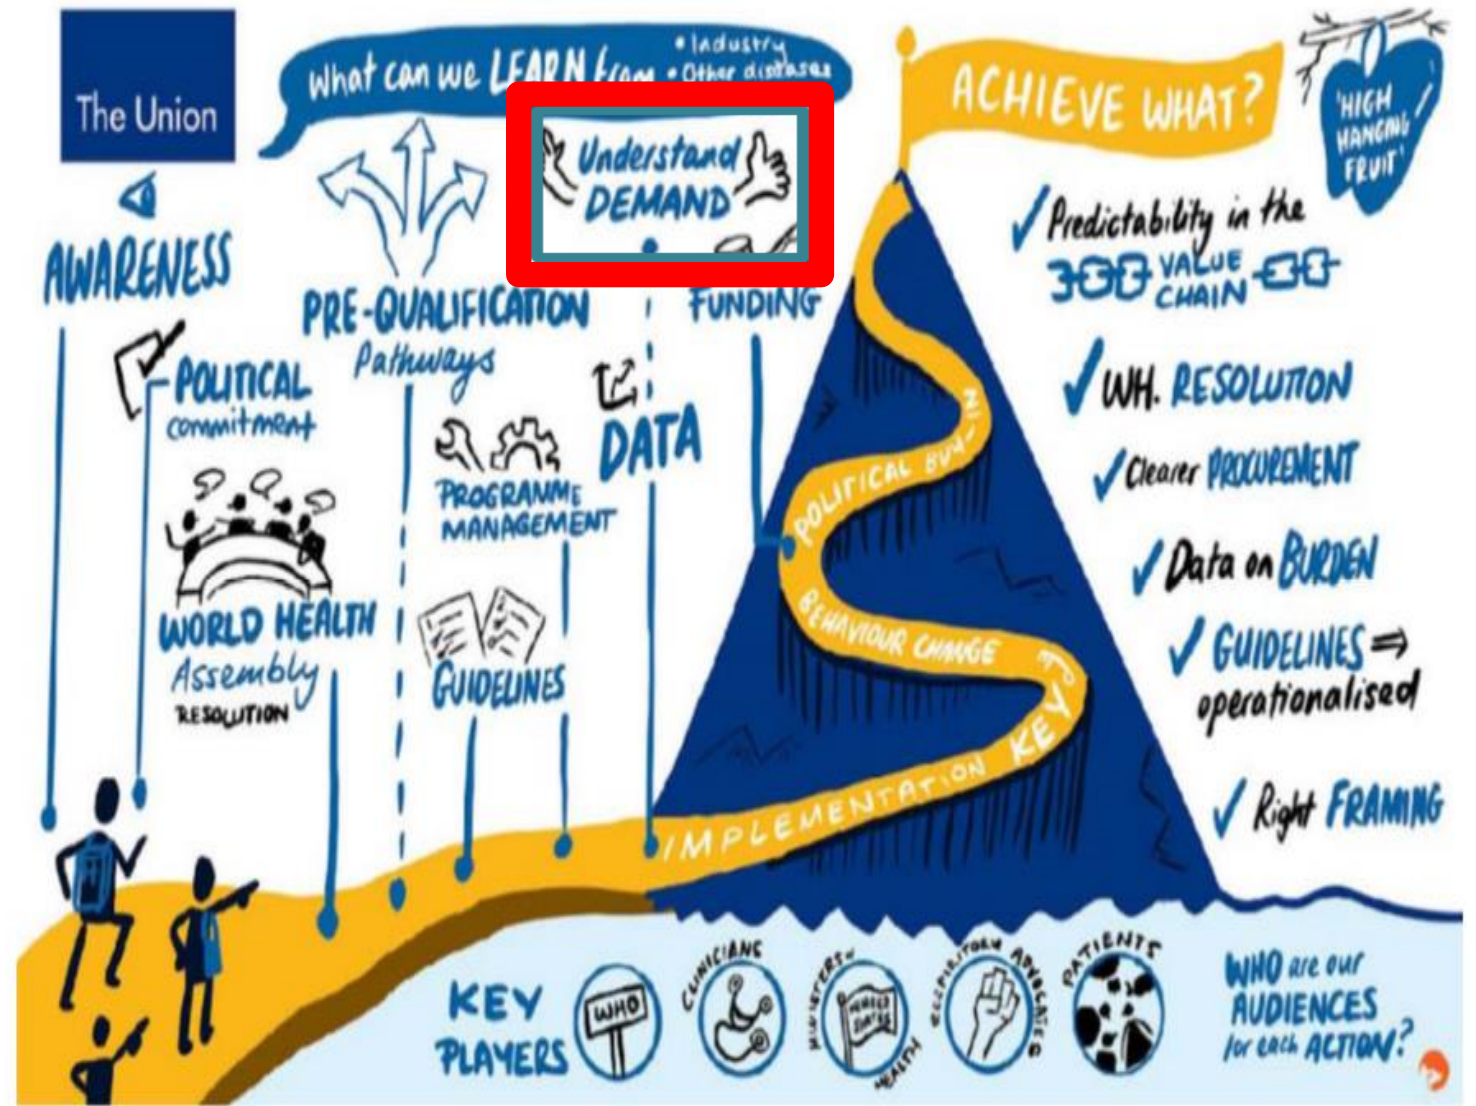 The Union
What can we LEARN from
• Industry
• Other diseases
Understand
DEMAND
AWARENESS
PRE-QUALIFICATION
Pathways
FUNDING
POLITICAL
commitment
DATA
PROGRAMME
MANAGEMENT
WORLD HEALTH
Assembly
RESOLUTION
GUIDELINES
ACHIEVE WHAT?
'HIGH
HANGING
FRUIT'
Predictability in the
VALUE
CHAIN
WH. RESOLUTION
Clearer PROCUREMENT
Data on BURDEN
GUIDELINES ⇒
operationalised
Right FRAMING
POLITICAL BUY-IN
BEHAVIOUR CHANGE
KEY
IMPLEMENTATION
KEY
PLAYERS
WHO
CLINICIANS
HEALTH
RESPIRATORY ADVOCATES
PATIENTS
WHO are our
AUDIENCES
for each ACTION?